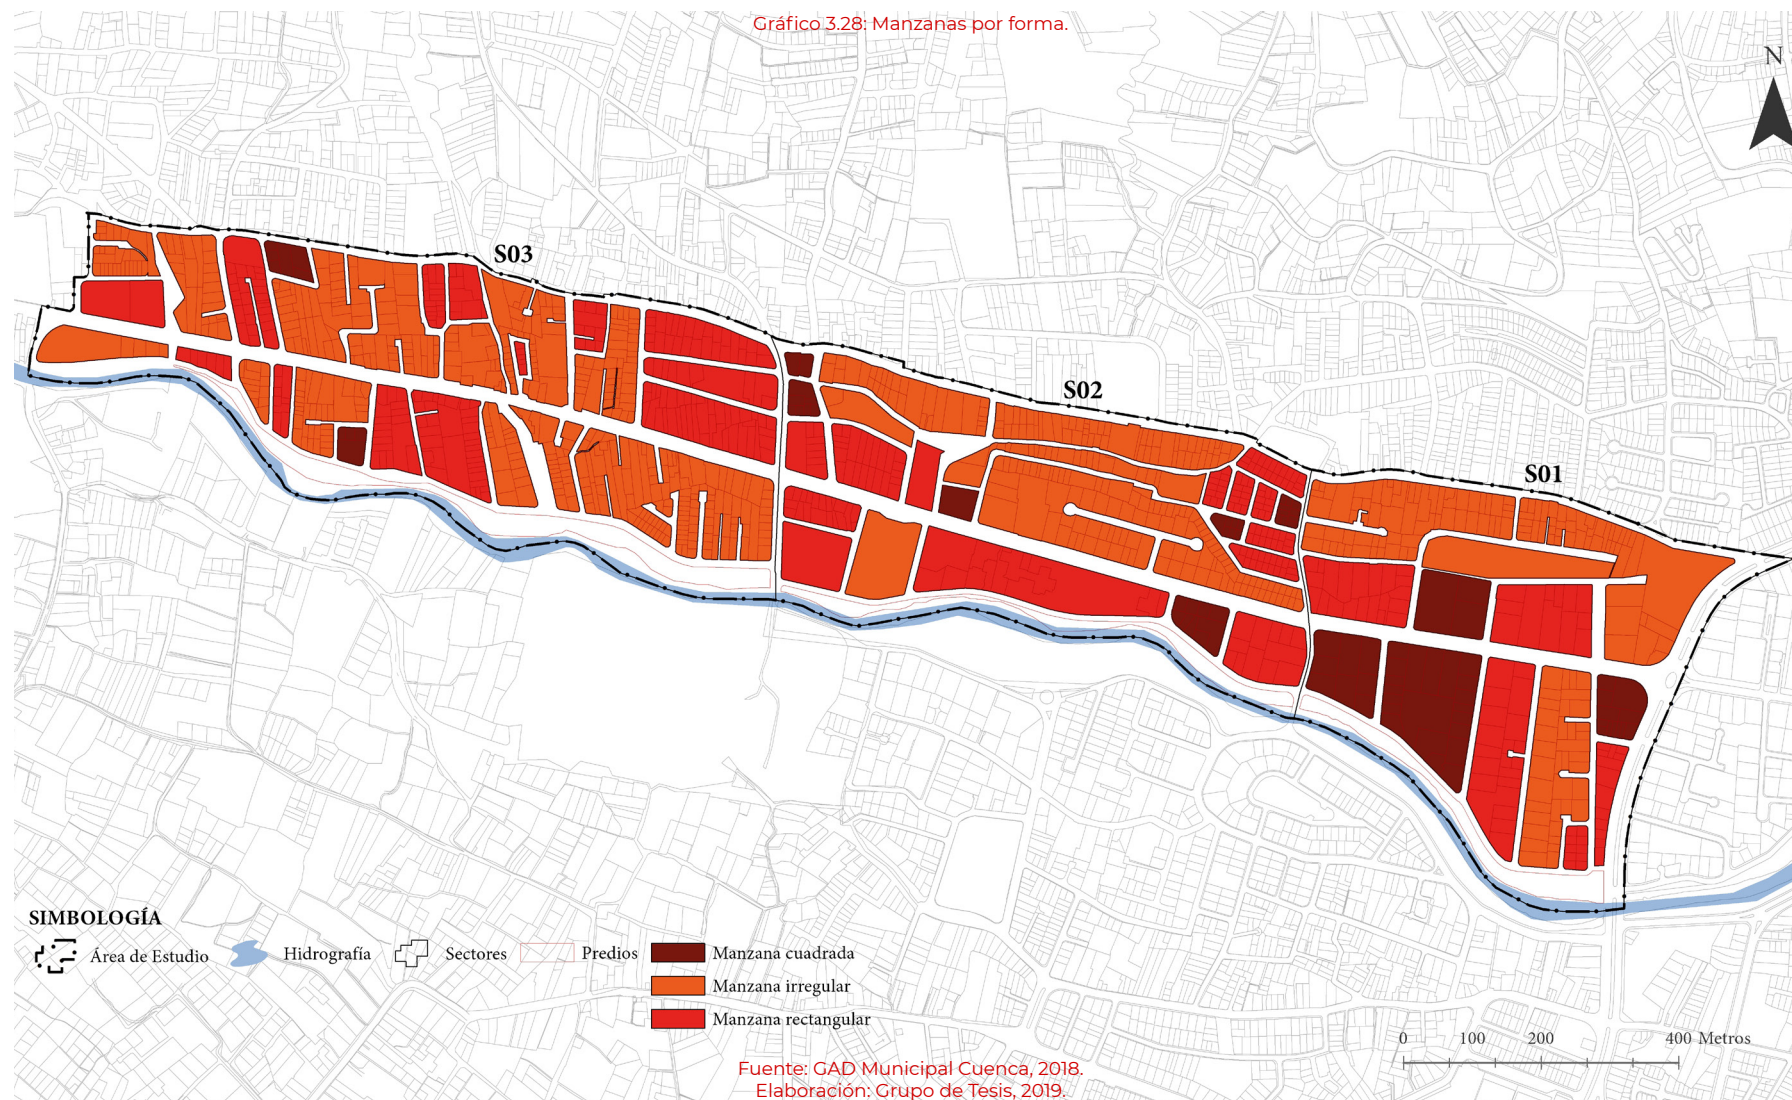 Gráfico 3.28: Manzanas por forma.
N
S03
S02
S01
SIMBOLOGÍA
Área de Estudio
Hidrografía
Sectores
Predios
Manzana cuadrada
Manzana irregular
Manzana rectangular
0 100 200 400 Metros
Fuente: GAD Municipal Cuenca, 2018.
Elaboración: Grupo de Tesis, 2019.